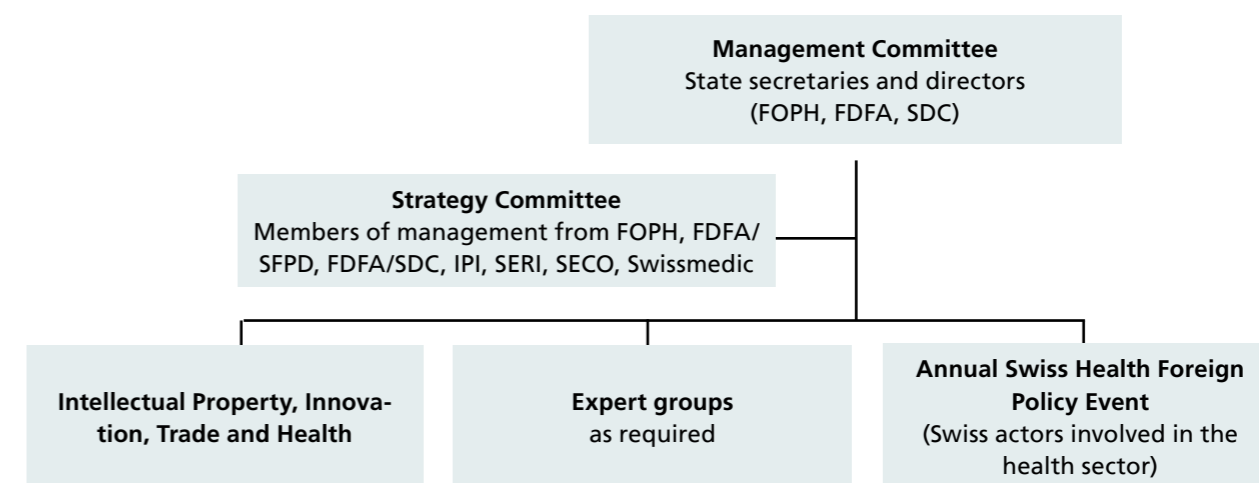 Management Committee
State secretaries and directors
(FOPH, FDFA, SDC)
Strategy Committee
Members of management from FOPH, FDFA/
SFPD, FDFA/SDC, IPI, SERI, SECO, Swissmedic
Intellectual Property, Innova-
tion, Trade and Health
Expert groups
as required
Annual Swiss Health Foreign
Policy Event
(Swiss actors involved in the
health sector)